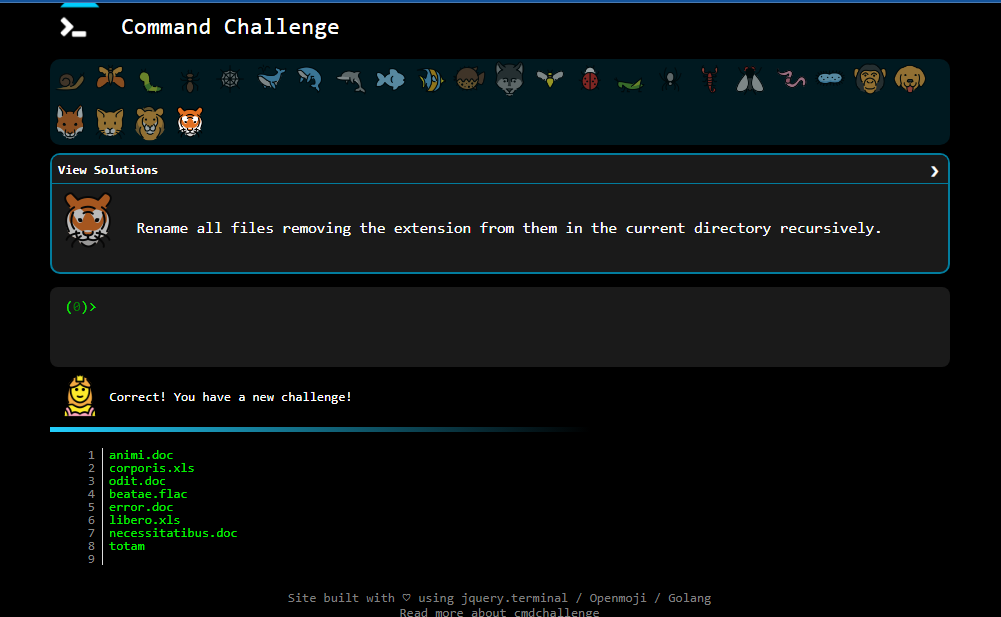 Command Challenge
View Solutions
Rename all files removing the extension from them in the current directory recursively.
(0)>
Correct! You have a new challenge!
1 animi.doc
2 corporis.xls
3 odit.doc
4 beatae.flac
5 error.doc
6 libero.xls
7 necessitatibus.doc
8 totam
9
Site built with ♡ using jquery.terminal / Openmoji / Golang
Read more about cmdchallenge